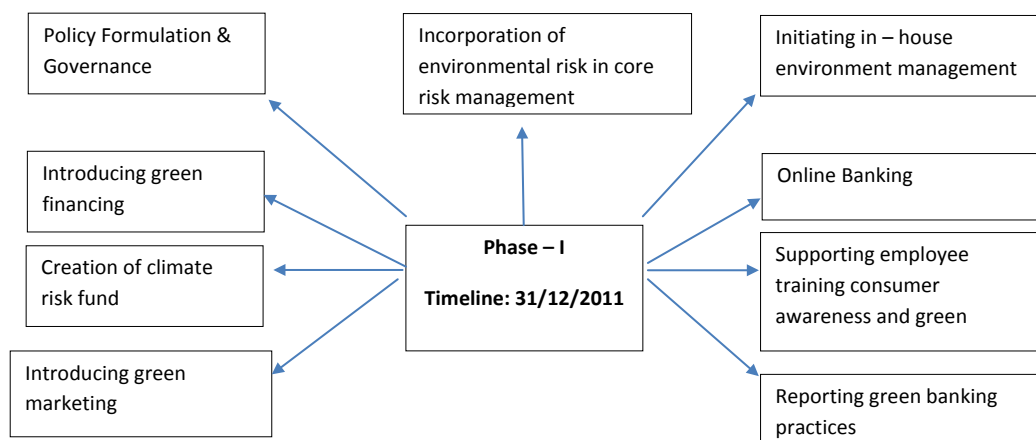 Policy Formulation &
Governance
Incorporation of
environmental risk in core
risk management
Initiating in – house
environment management
Introducing green
financing
Online Banking
Phase – I
Timeline: 31/12/2011
Creation of climate
risk fund
Supporting employee
training consumer
awareness and green
Introducing green
marketing
Reporting green banking
practices